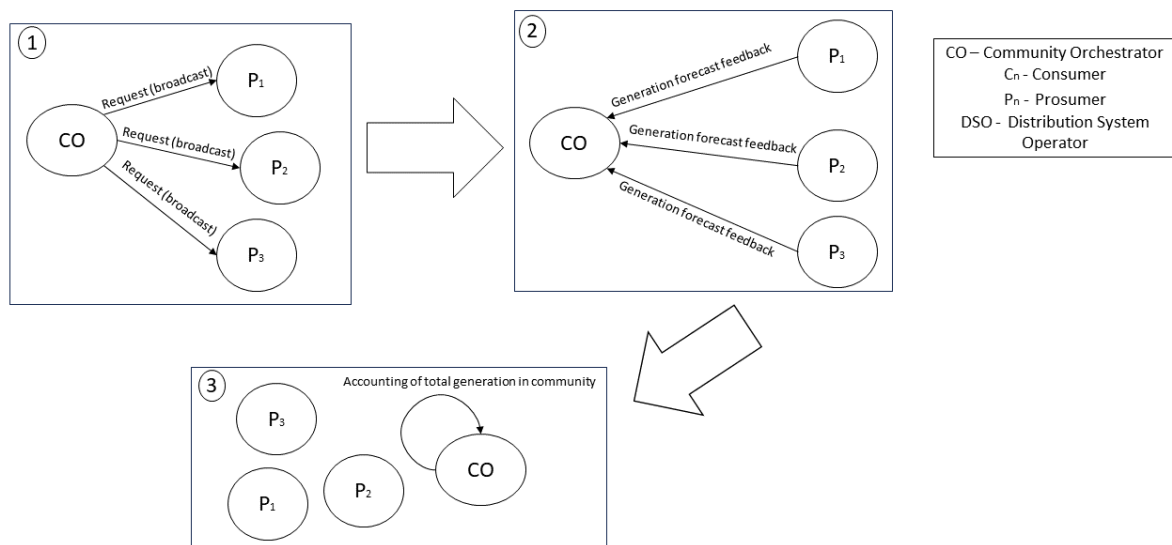 1
CO
Request (broadcast)
P1
Request (broadcast)
P2
Request (broadcast)
P3
2
CO
Generation forecast feedback
P1
Generation forecast feedback
P2
Generation forecast feedback
P3
CO – Community Orchestrator
Cn - Consumer
Pn - Prosumer
DSO - Distribution System
Operator
3
Accounting of total generation in community
P3
CO
P1
P2